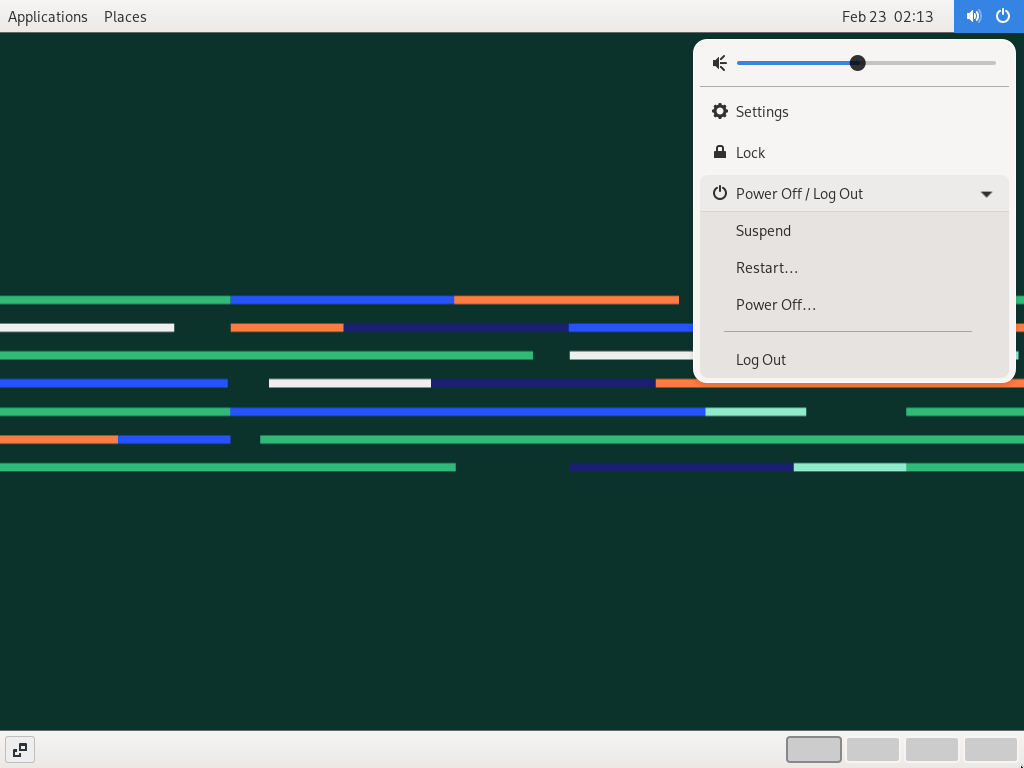 Applications Places Feb 23 02:13
Settings
Lock
Power Off / Log Out
Suspend
Restart...
Power Off...
Log Out